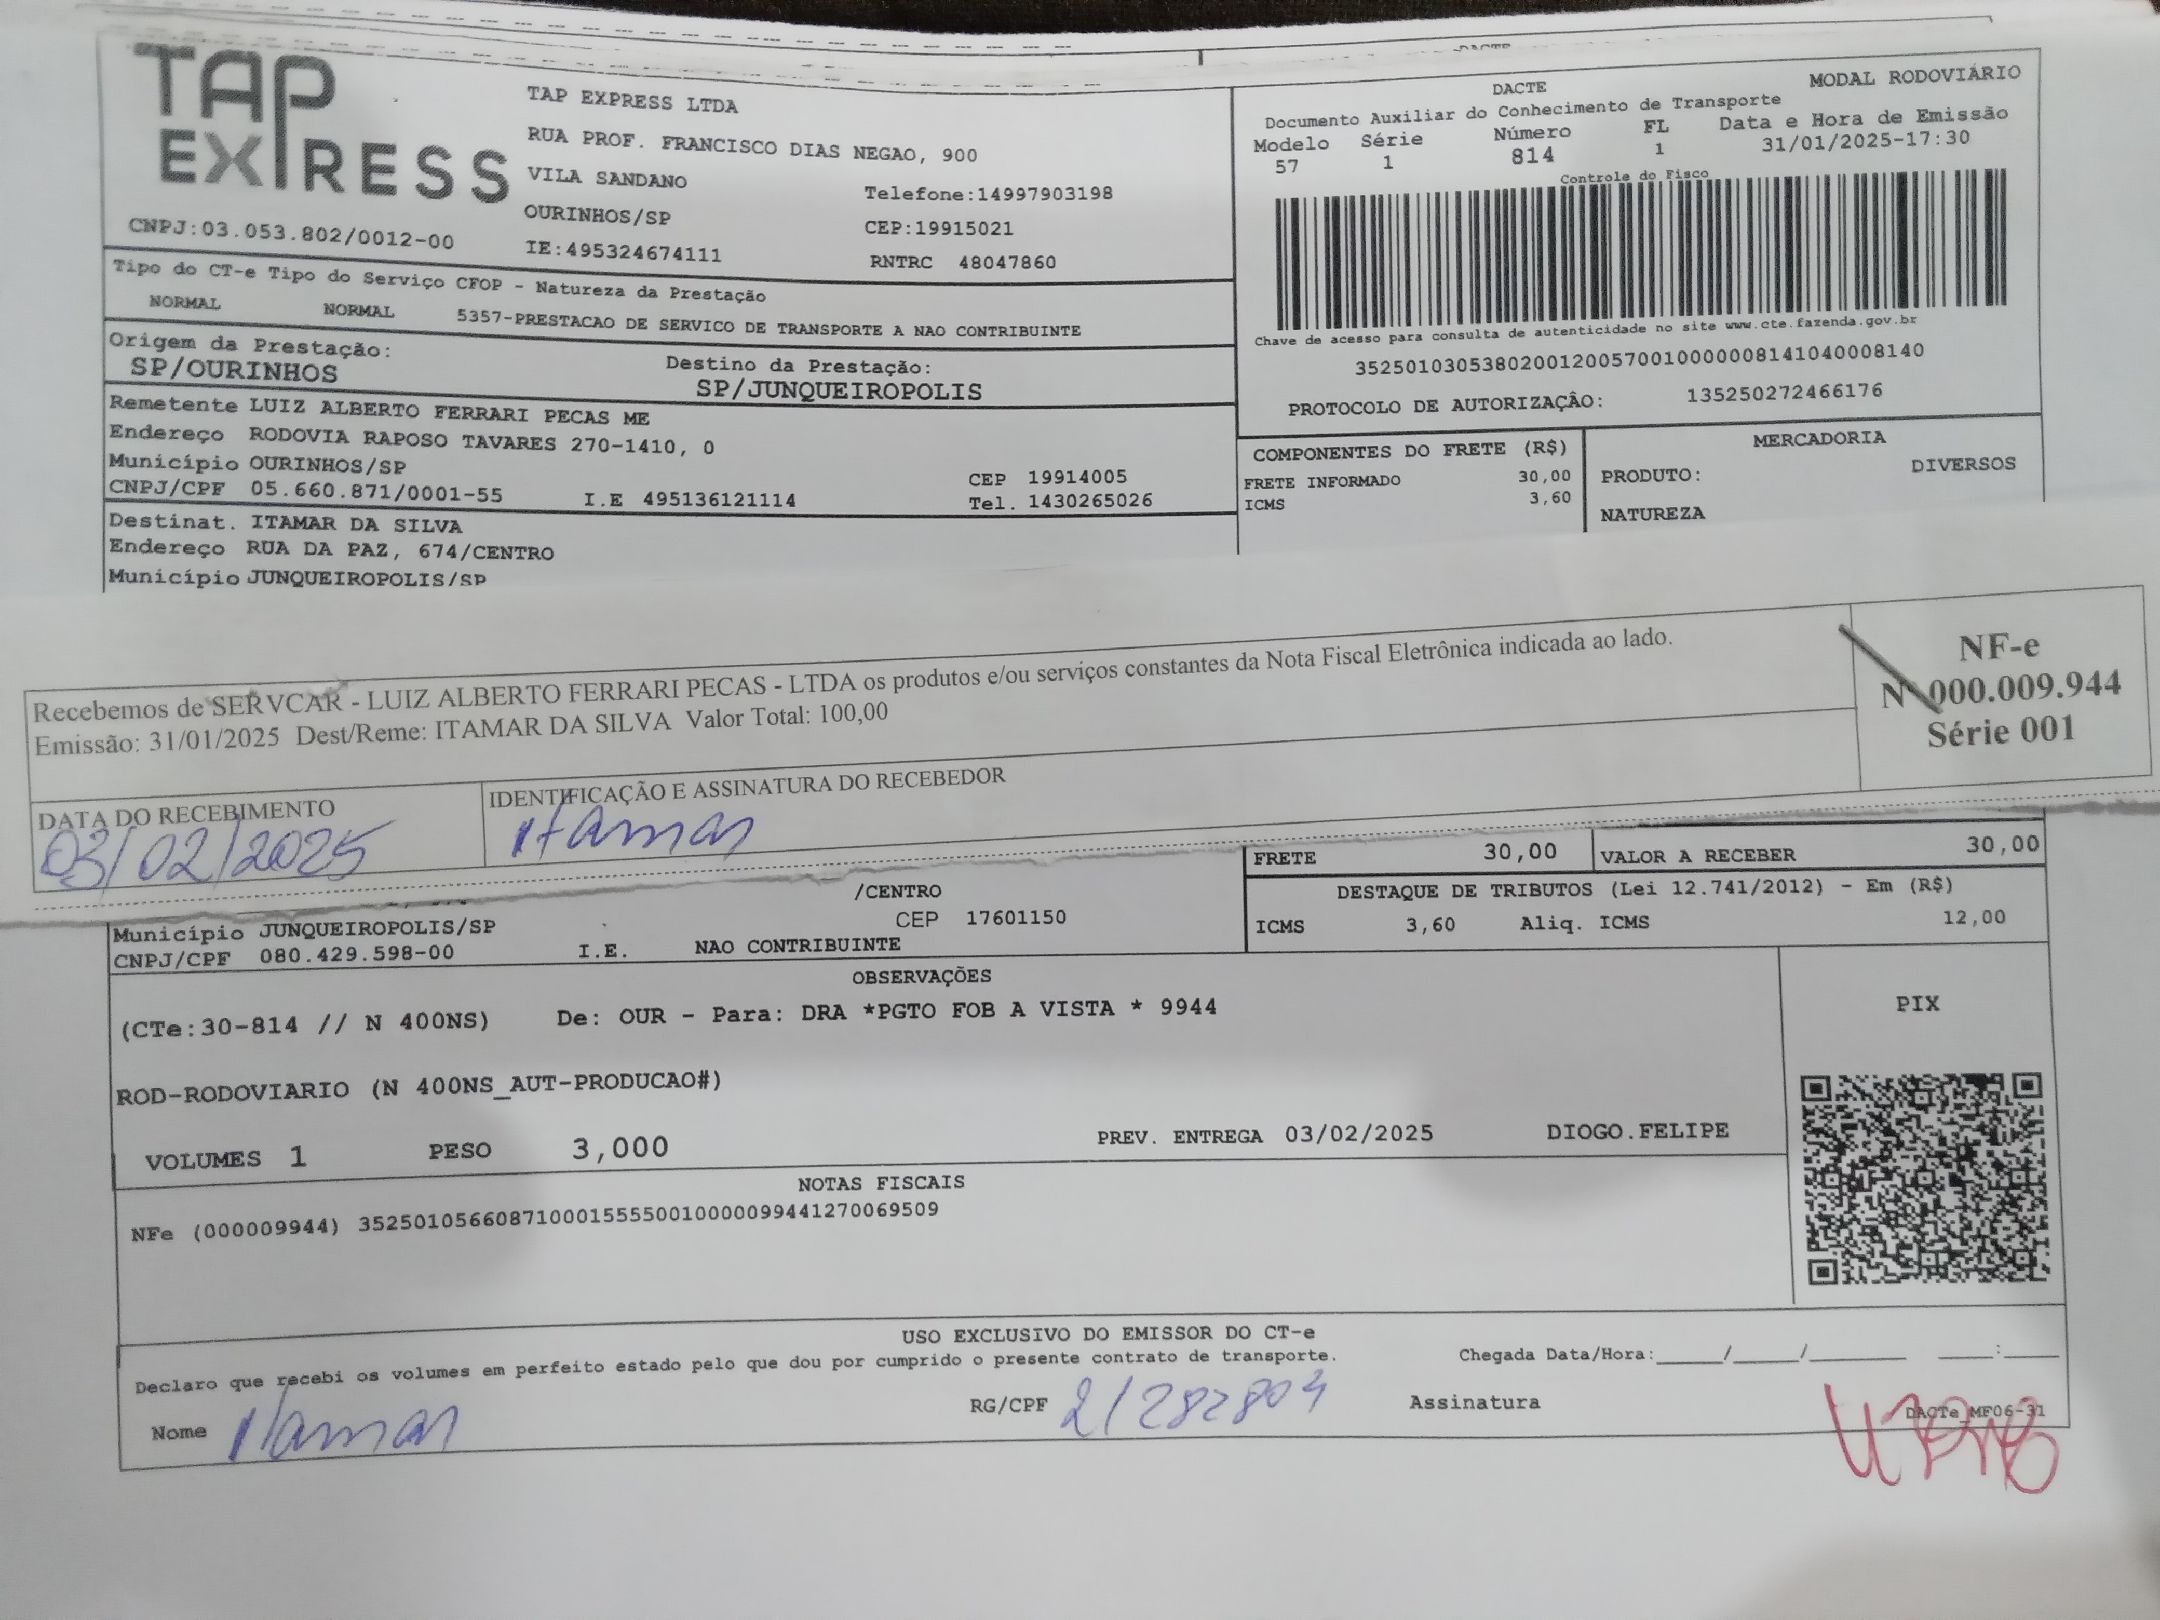 TAP
EXPRESS
CNPJ:03.053.802/0012-00
TAP EXPRESS LTDA
RUA PROF. FRANCISCO DIAS NEGAO, 900
VILA SANDANO
Telefone:14997903198
OURINHOS/SP
CEP:19915021
IE:495324674111
RNTRC 48047860
DACTE
MODAL RODOVIÁRIO
Documento Auxiliar do Conhecimento de Transporte
Modelo Série Número FL Data e Hora de Emissão
57 1 814 1 31/01/2025-17:30
Controle do Fisco
Chave de acesso para consulta de autenticidade no site www.cte.fazenda.gov.br
35250103053802001200570010000008141040008140
PROTOCOLO DE AUTORIZAÇÃO: 135250272466176
Tipo do CT-e Tipo do Serviço CFOP - Natureza da Prestação
NORMAL NORMAL 5357-PRESTACAO DE SERVICO DE TRANSPORTE A NAO CONTRIBUINTE
Origem da Prestação: Destino da Prestação:
SP/OURINHOS SP/JUNQUEIROPOLIS
Remetente LUIZ ALBERTO FERRARI PECAS ME
Endereço RODOVIA RAPOSO TAVARES 270-1410, 0
Município OURINHOS/SP CEP 19914005
CNPJ/CPF 05.660.871/0001-55 I.E 495136121114 Tel. 1430265026
Destinat. ITAMAR DA SILVA
Endereço RUA DA PAZ, 674/CENTRO
Município JUNQUEIROPOLIS/SP
COMPONENTES DO FRETE (R$)
FRETE INFORMADO 30,00
ICMS 3,60
MERCADORIA
PRODUTO: DIVERSOS
NATUREZA
Recebemos de SERVCAR - LUIZ ALBERTO FERRARI PECAS - LTDA os produtos e/ou serviços constantes da Nota Fiscal Eletrônica indicada ao lado.
Emissão: 31/01/2025 Dest/Reme: ITAMAR DA SILVA Valor Total: 100,00
NF-e
Nº 000.009.944
Série 001
DATA DO RECEBIMENTO
03/02/2025
IDENTIFICAÇÃO E ASSINATURA DO RECEBEDOR
Itamar
FRETE 30,00 VALOR A RECEBER 30,00
DESTAQUE DE TRIBUTOS (Lei 12.741/2012) - Em (R$)
ICMS 3,60 Aliq. ICMS 12,00
/CENTRO
Município JUNQUEIROPOLIS/SP CEP 17601150
CNPJ/CPF 080.429.598-00 I.E. NAO CONTRIBUINTE
OBSERVAÇÕES
(CTe:30-814 // N 400NS) De: OUR - Para: DRA *PGTO FOB A VISTA * 9944
ROD-RODOVIARIO (N 400NS_AUT-PRODUCAO#)
VOLUMES 1 PESO 3,000 PREV. ENTREGA 03/02/2025 DIOGO.FELIPE
PIX
NOTAS FISCAIS
NFe (000009944) 35250105660871000155550010000099441270069509
USO EXCLUSIVO DO EMISSOR DO CT-e
Declaro que recebi os volumes em perfeito estado pelo que dou por cumprido o presente contrato de transporte. Chegada Data/Hora:_____/_____/_________ ____:____
Nome Itamar RG/CPF 21282804 Assinatura
DACTe_MF06-31